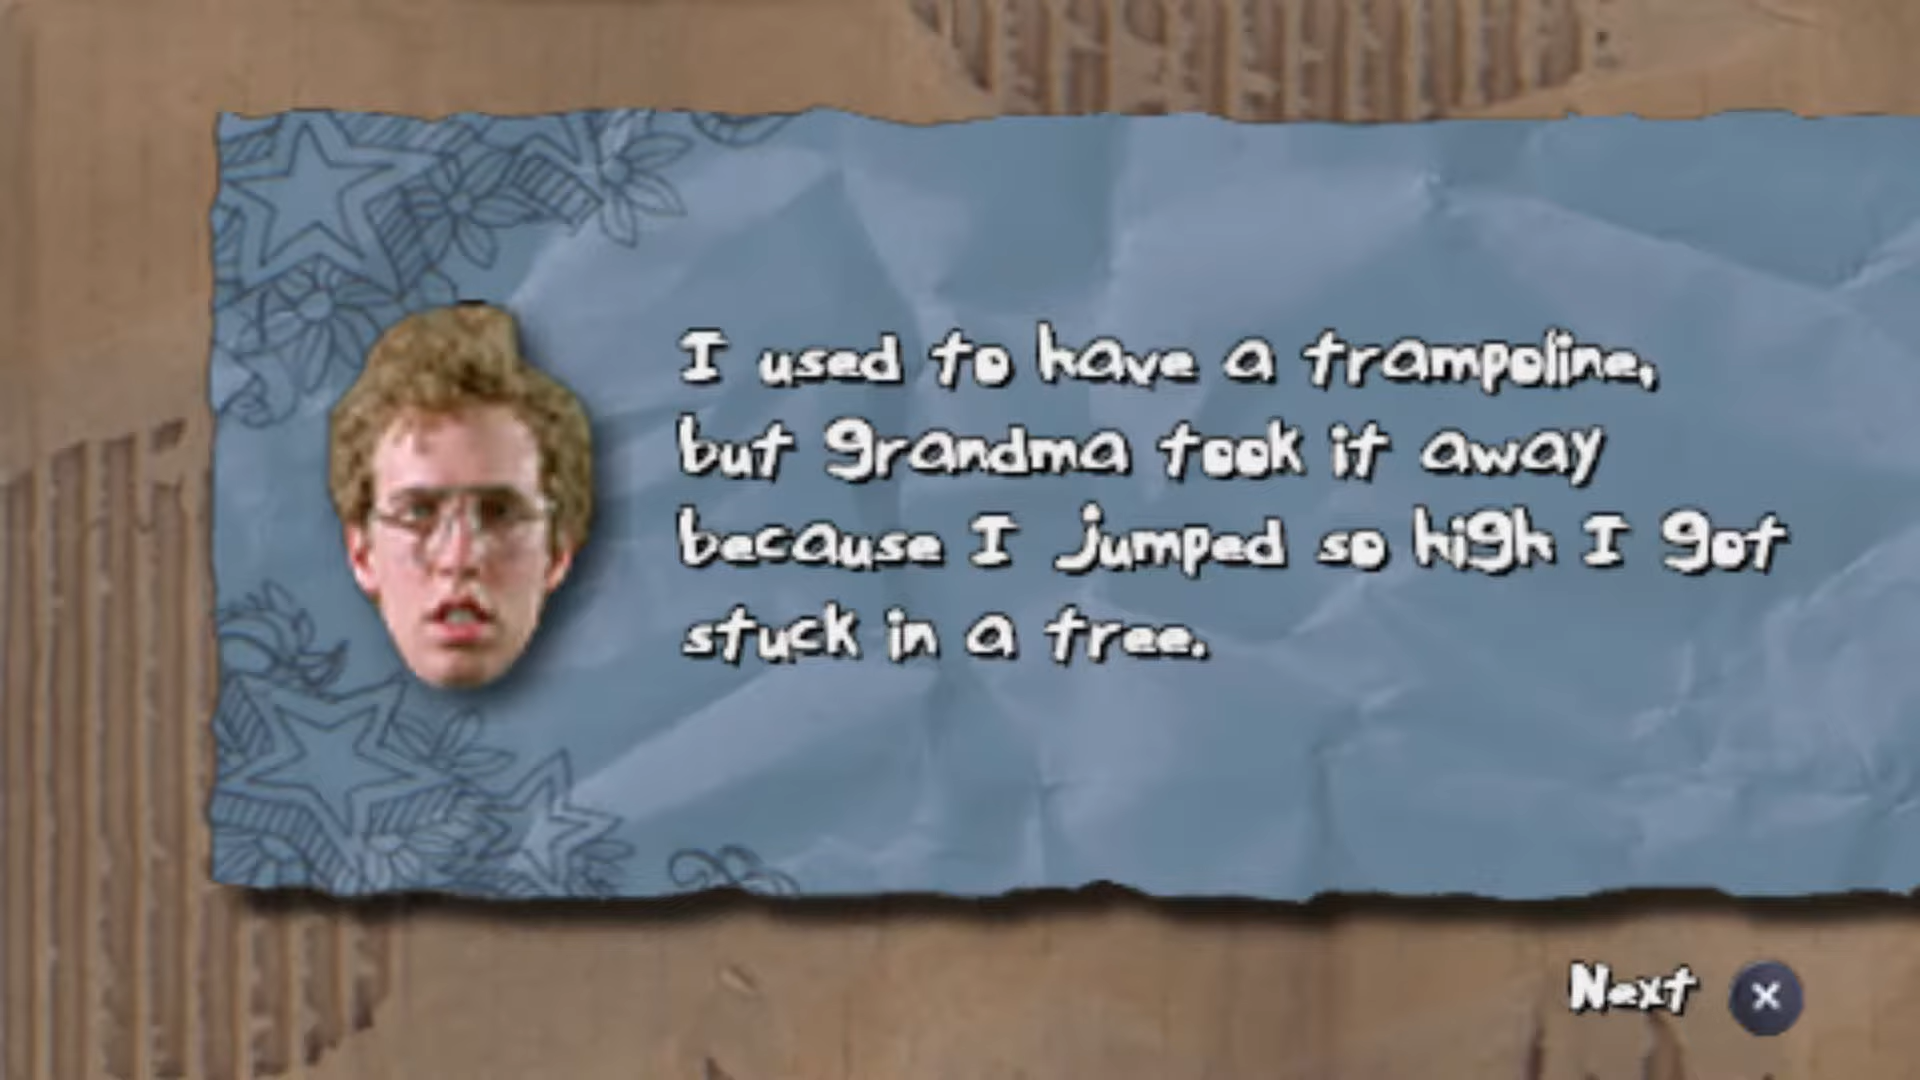 I used to have a trampoline,
but grandma took it away
because I jumped so high I got
stuck in a tree.
Next